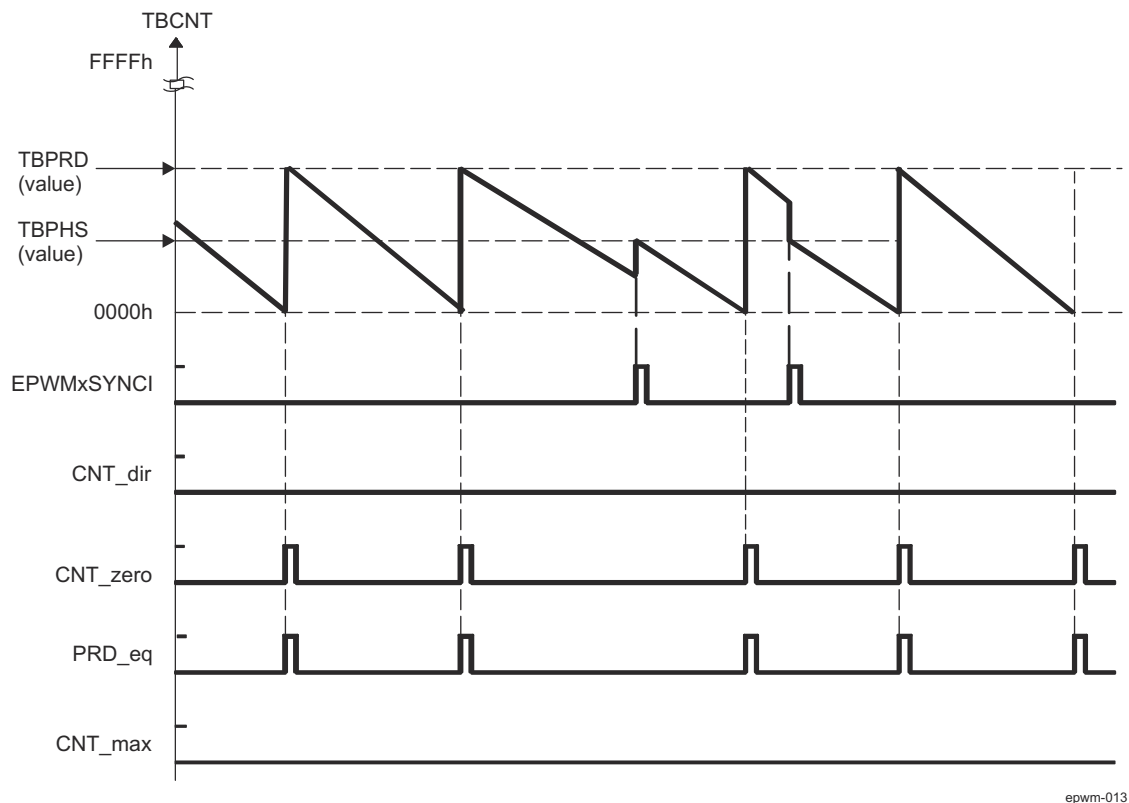 TBCNT
FFFFh
TBPRD
(value)
TBPHS
(value)
0000h
EPWMxSYNCI
CNT_dir
CNT_zero
PRD_eq
CNT_max
epwm-013